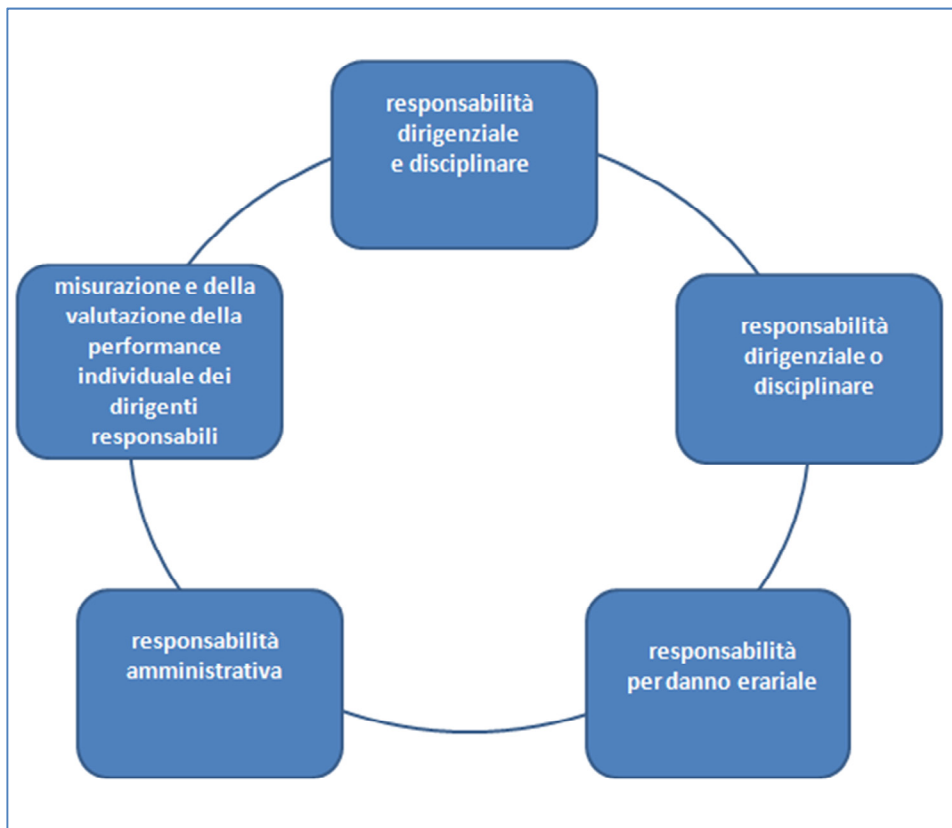 responsabilità
dirigenziale
e disciplinare
responsabilità
dirigenziale o
disciplinare
responsabilità
per danno erariale
responsabilità
amministrativa
misurazione e della
valutazione della
performance
individuale dei
dirigenti
responsabili